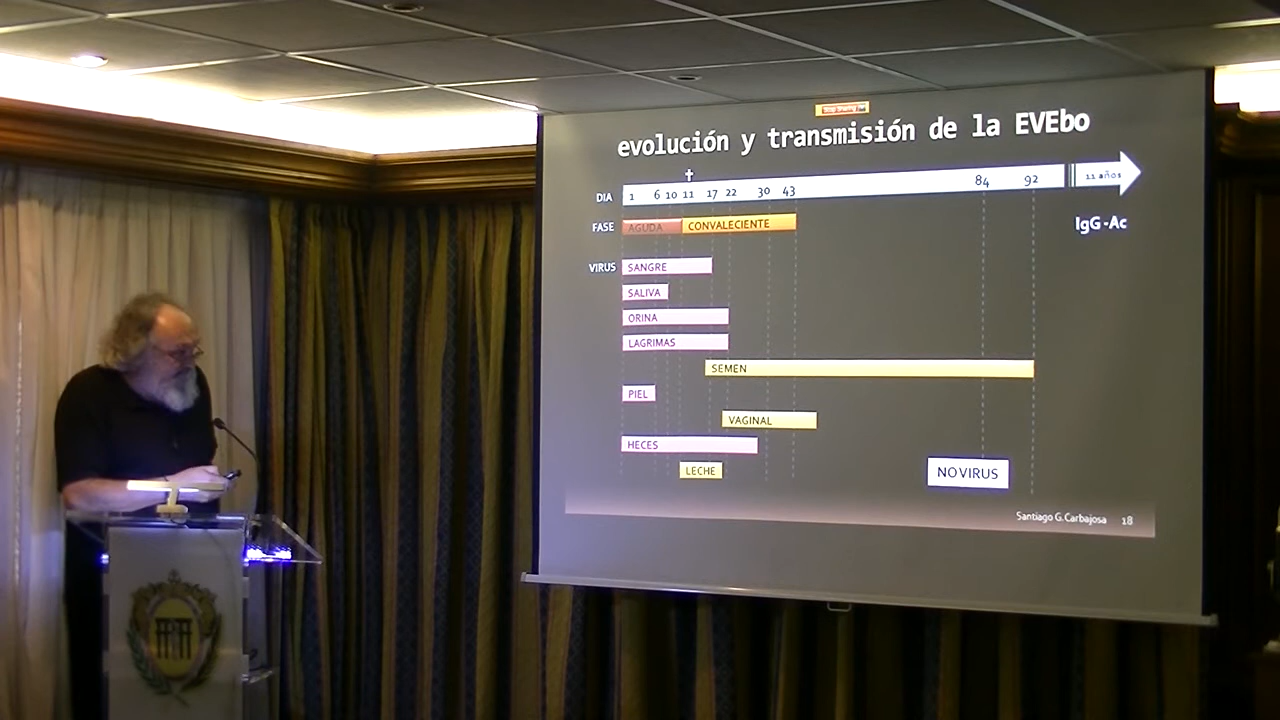 evolución y transmisión de la EVEbo
†
DIA 1 6 10 11 17 22 30 43 84 92 11 años
FASE AGUDA CONVALECIENTE IgG-Ac
VIRUS SANGRE
SALIVA
ORINA
LAGRIMAS
SEMEN
PIEL
VAGINAL
HECES
LECHE NO VIRUS
Santiago G. Carbajosa 18